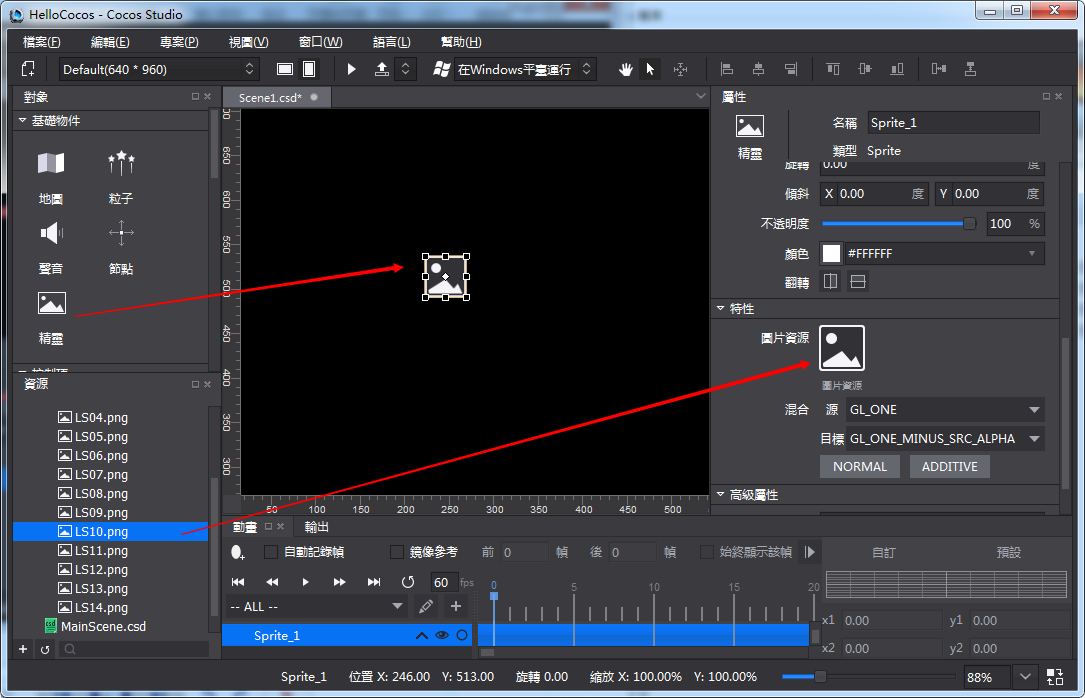 HelloCocos - Cocos Studio
檔案(F) 編輯(E) 專案(P) 視圖(V) 窗口(W) 語言(L) 幫助(H)
Default(640 * 960) 在Windows平臺運行
對象
基礎物件
地圖 粒子
聲音 節點
精靈
資源
LS04.png
LS05.png
LS06.png
LS07.png
LS08.png
LS09.png
LS10.png
LS11.png
LS12.png
LS13.png
LS14.png
MainScene.csd
Scene1.csd*
650
600
550
500
450
400
350
300
50 100 150 200 250 300 350 400 450 500
屬性
精靈
名稱 Sprite_1
類型 Sprite
旋轉 0.00 度
傾斜 X 0.00 度 Y 0.00 度
不透明度 100 %
顏色 #FFFFFF
翻轉
特性
圖片資源
圖片資源
混合 源 GL_ONE
目標 GL_ONE_MINUS_SRC_ALPHA
NORMAL ADDITIVE
高級屬性
動畫 輸出
自動記錄幀 鏡像參考 前 0 幀 後 0 幀 始終顯示該幀
60 fps 0 5 10 15 20
-- ALL --
Sprite_1
自訂 預設
x1 0.00 y1 0.00
x2 0.00 y2 0.00
Sprite_1 位置 X: 246.00 Y: 513.00 旋轉 0.00 縮放 X: 100.00% Y: 100.00% 88%